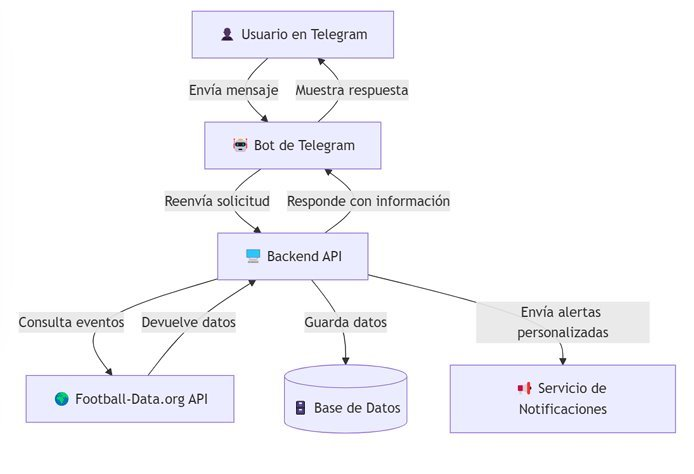 Usuario en Telegram
Envía mensaje
Muestra respuesta
Bot de Telegram
Reenvía solicitud
Responde con información
Backend API
Consulta eventos
Devuelve datos
Guarda datos
Envía alertas
personalizadas
Football-Data.org API
Base de Datos
Servicio de
Notificaciones